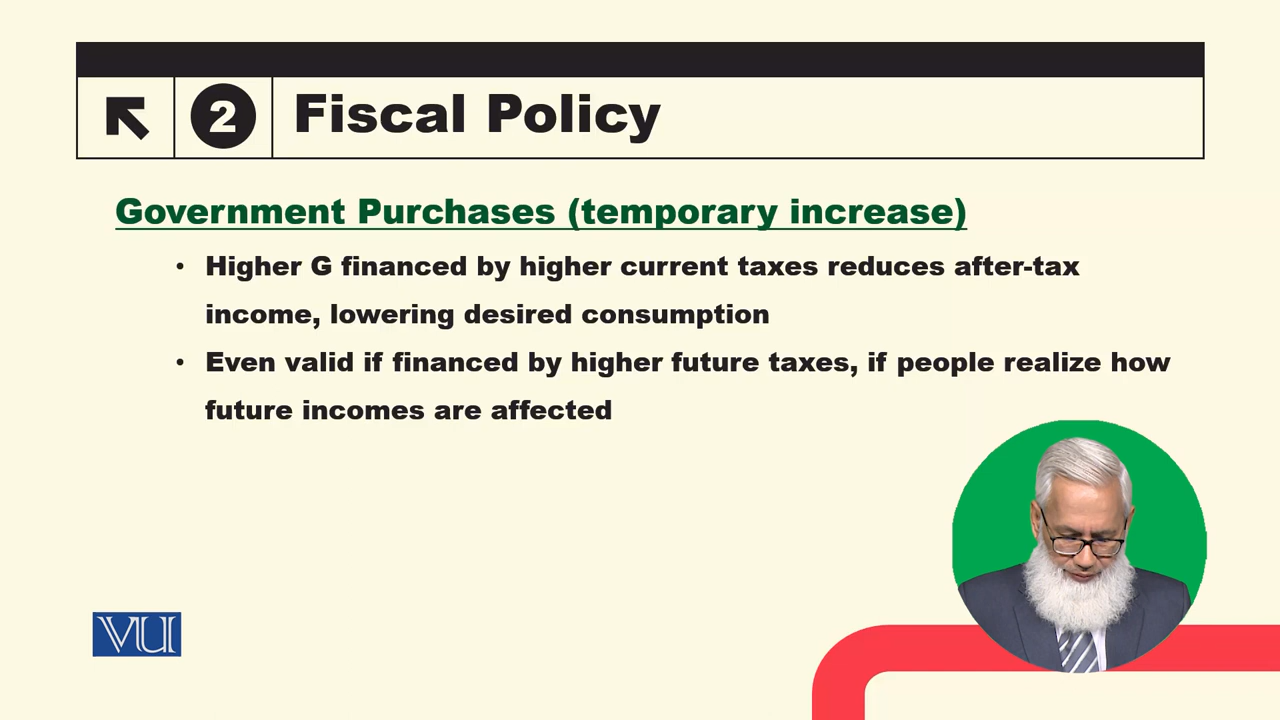 2 Fiscal Policy
Government Purchases (temporary increase)
• Higher G financed by higher current taxes reduces after-tax
income, lowering desired consumption
• Even valid if financed by higher future taxes, if people realize how
future incomes are affected
VU